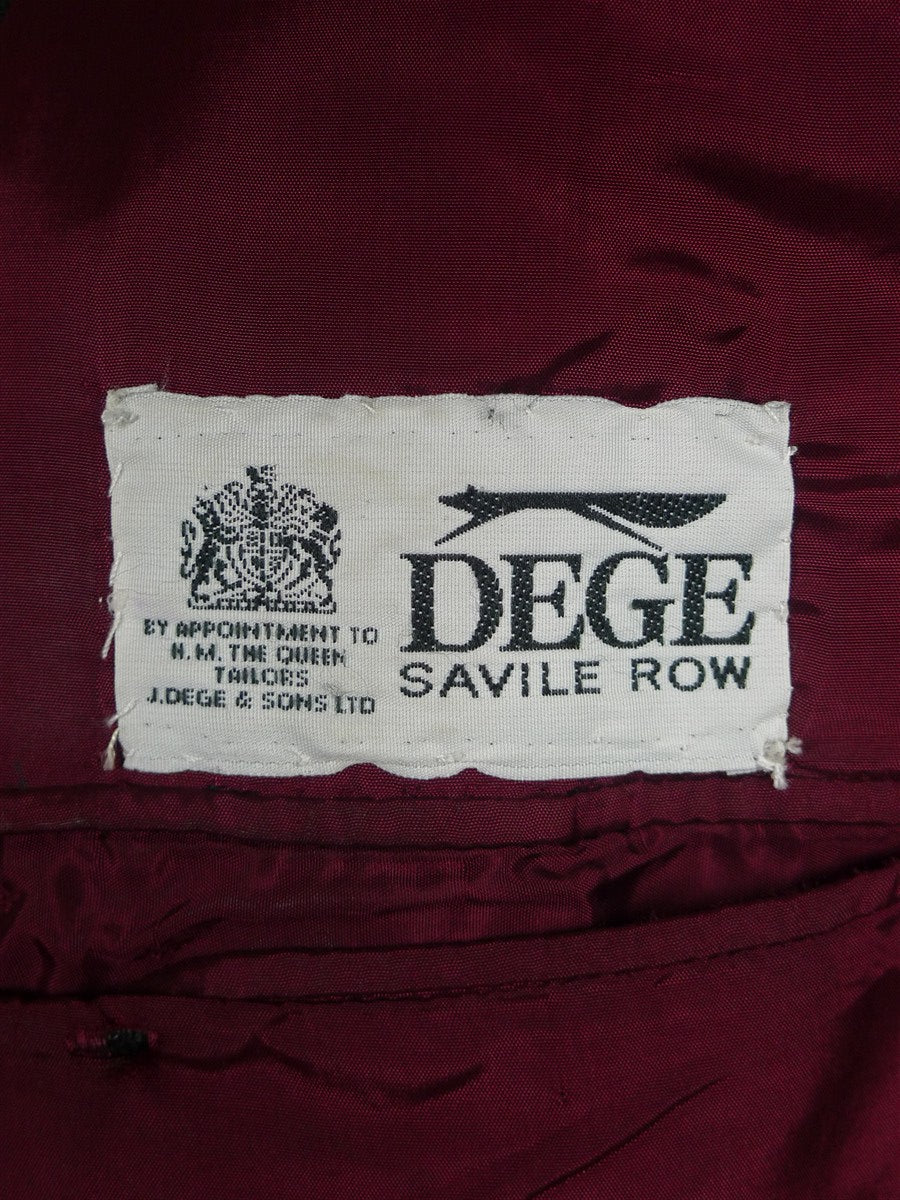 BY APPOINTMENT TO
H.M. THE QUEEN
TAILORS
J.DEGE & SONS LTD
DEGE
SAVILE ROW